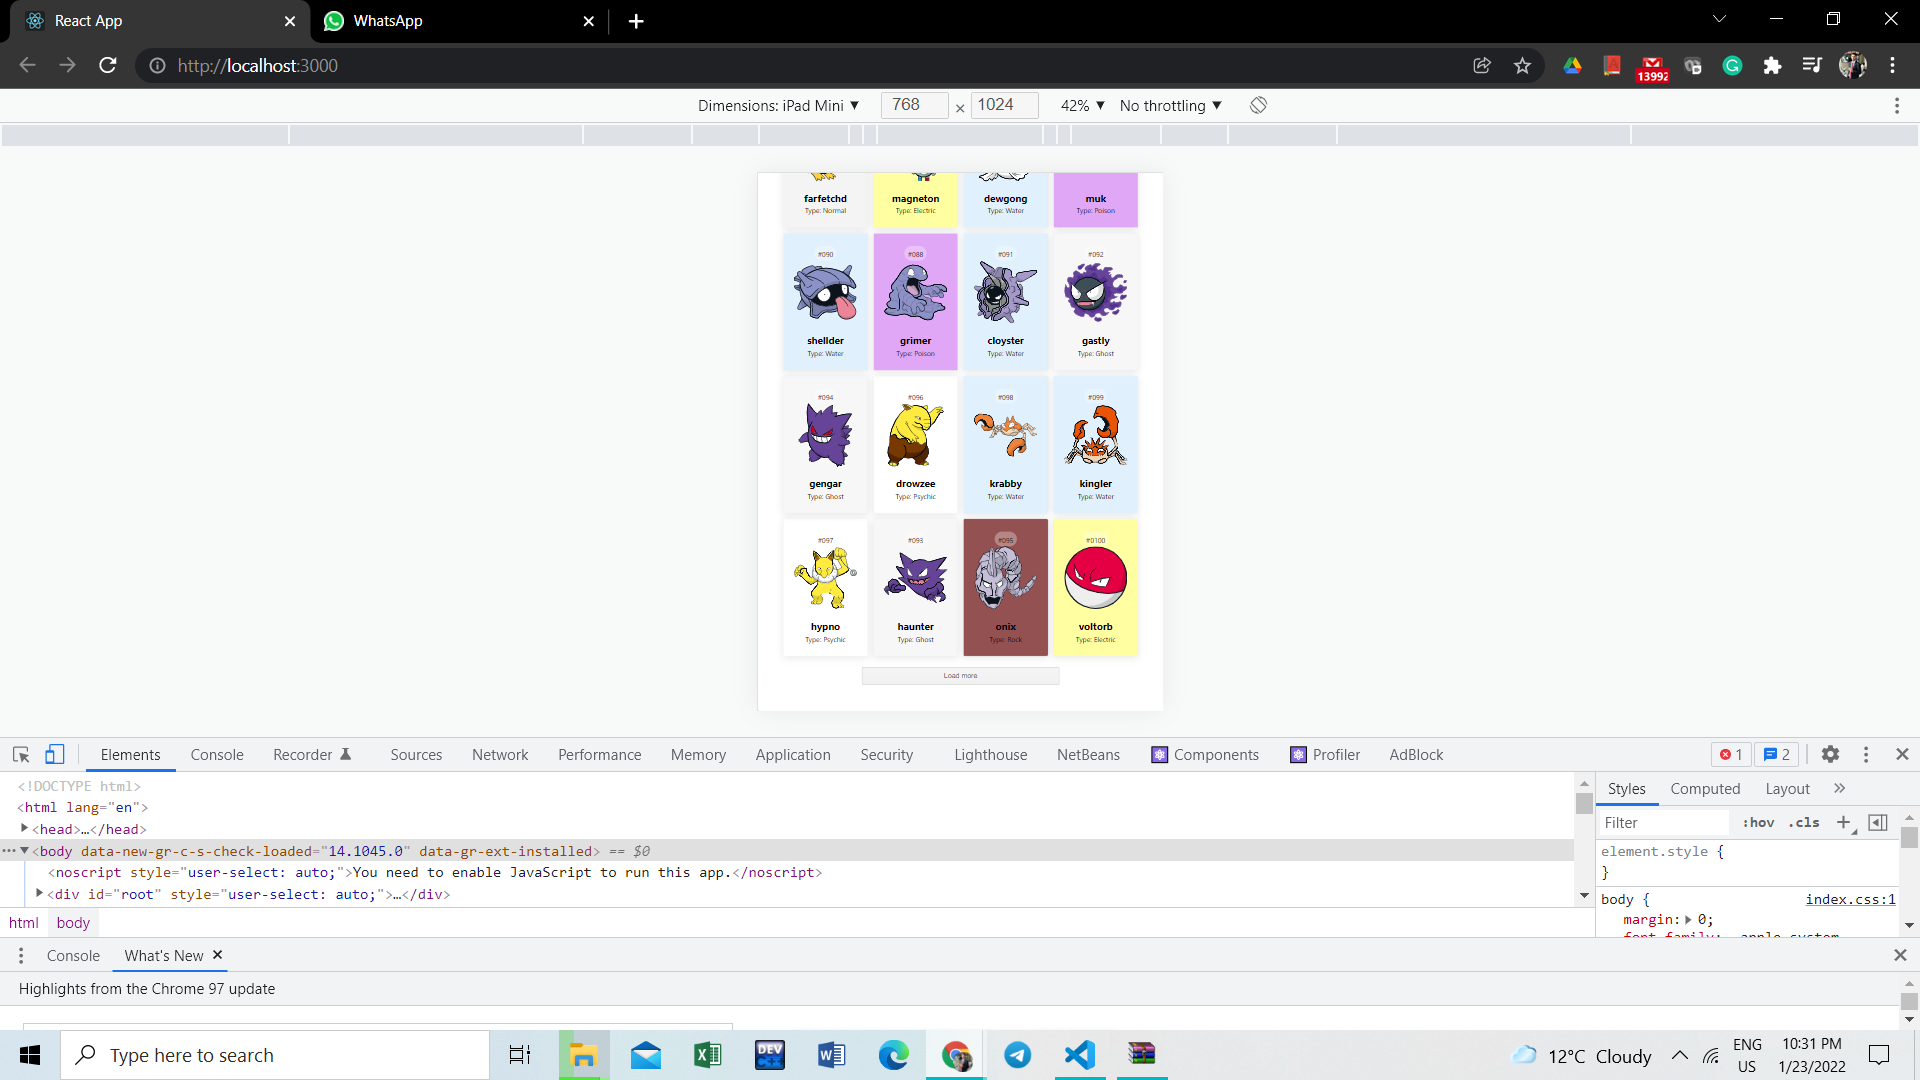 React App
WhatsApp
http://localhost:3000
13992
Dimensions: iPad Mini ▼ 768 × 1024 42% ▼ No throttling ▼
farfetchd magneton dewgong muk
Type: Normal Type: Electric Type: Water Type: Poison
#090 #088 #091 #092
shellder grimer cloyster gastly
Type: Water Type: Poison Type: Water Type: Ghost
#094 #096 #098 #099
gengar drowzee krabby kingler
Type: Ghost Type: Psychic Type: Water Type: Water
#097 #093 #095 #0100
hypno haunter onix voltorb
Type: Psychic Type: Ghost Type: Rock Type: Electric
Load more
Elements Console Recorder Sources Network Performance Memory Application Security Lighthouse NetBeans Components Profiler AdBlock 1 2
<!DOCTYPE html>
<html lang="en">
<head>…</head>
<body data-new-gr-c-s-check-loaded="14.1045.0" data-gr-ext-installed> == $0
<noscript style="user-select: auto;">You need to enable JavaScript to run this app.</noscript>
<div id="root" style="user-select: auto;">…</div>
html body
Styles Computed Layout »
Filter :hov .cls +
element.style {
}
body { index.css:1
margin: 0;
font-family: -apple-system,
Console What's New
Highlights from the Chrome 97 update
Type here to search
DEV C++
12°C Cloudy
ENG US
10:31 PM
1/23/2022